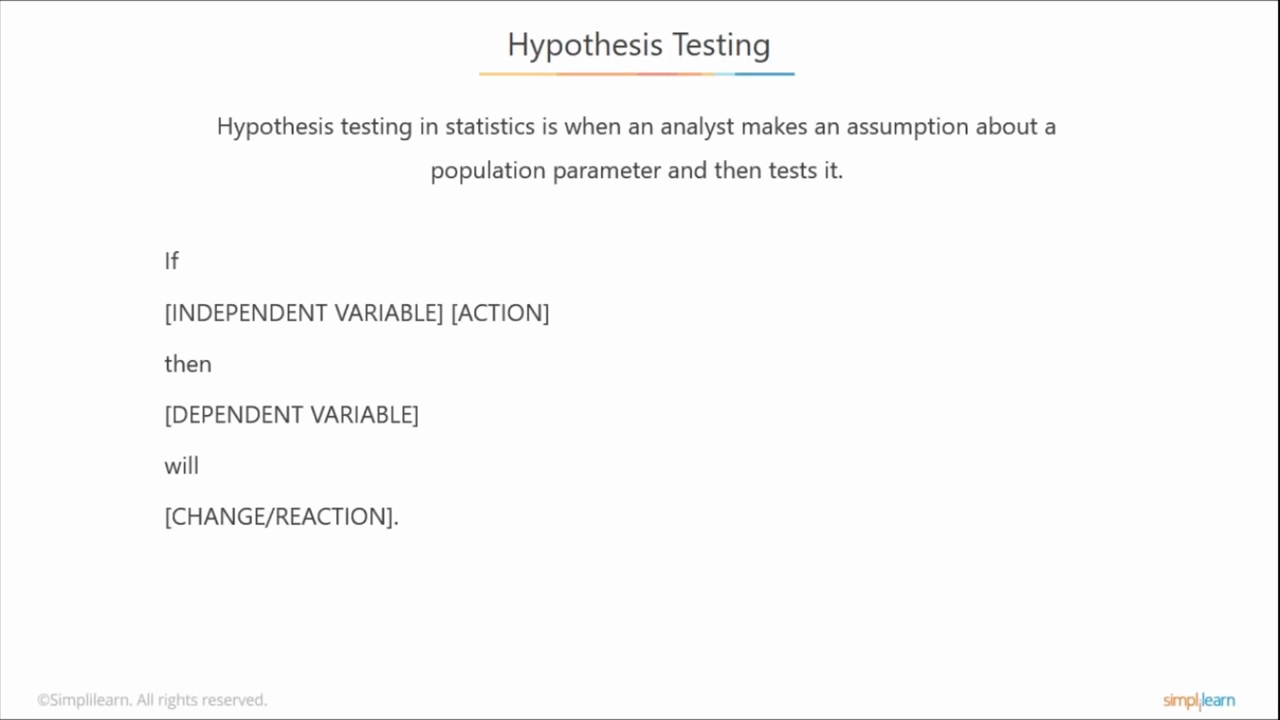 Hypothesis Testing
Hypothesis testing in statistics is when an analyst makes an assumption about a
population parameter and then tests it.
If
[INDEPENDENT VARIABLE] [ACTION]
then
[DEPENDENT VARIABLE]
will
[CHANGE/REACTION].
©Simplilearn. All rights reserved.
simplilearn